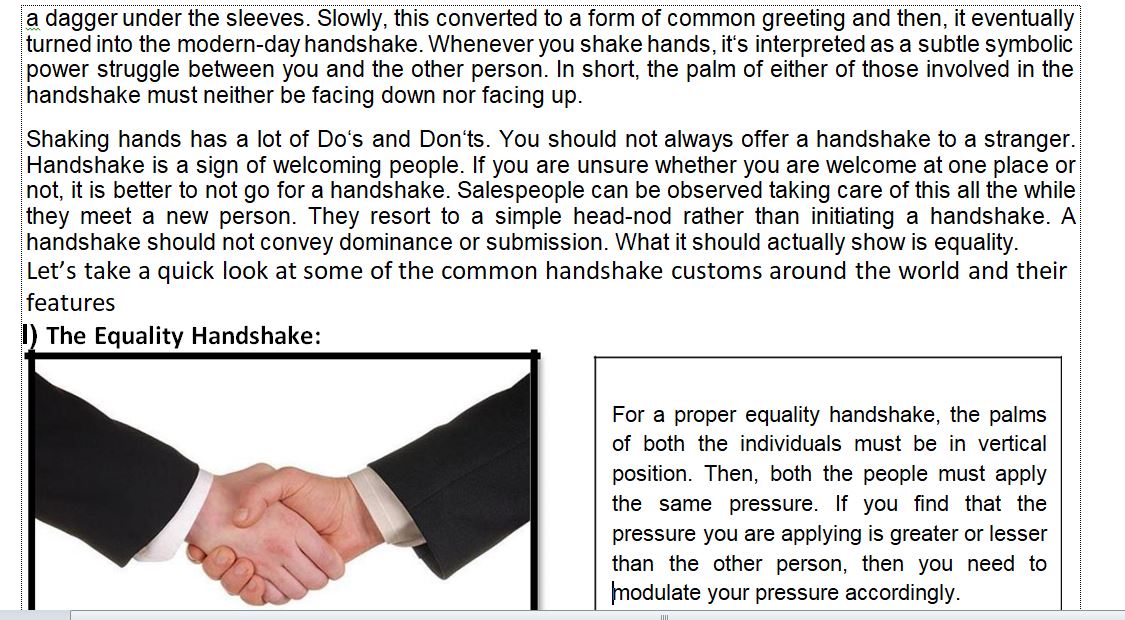 a dagger under the sleeves. Slowly, this converted to a form of common greeting and then, it eventually
turned into the modern-day handshake. Whenever you shake hands, it‘s interpreted as a subtle symbolic
power struggle between you and the other person. In short, the palm of either of those involved in the
handshake must neither be facing down nor facing up.
Shaking hands has a lot of Do‘s and Don‘ts. You should not always offer a handshake to a stranger.
Handshake is a sign of welcoming people. If you are unsure whether you are welcome at one place or
not, it is better to not go for a handshake. Salespeople can be observed taking care of this all the while
they meet a new person. They resort to a simple head-nod rather than initiating a handshake. A
handshake should not convey dominance or submission. What it should actually show is equality.
Let’s take a quick look at some of the common handshake customs around the world and their
features
I) The Equality Handshake:
For a proper equality handshake, the palms
of both the individuals must be in vertical
position. Then, both the people must apply
the same pressure. If you find that the
pressure you are applying is greater or lesser
than the other person, then you need to
modulate your pressure accordingly.